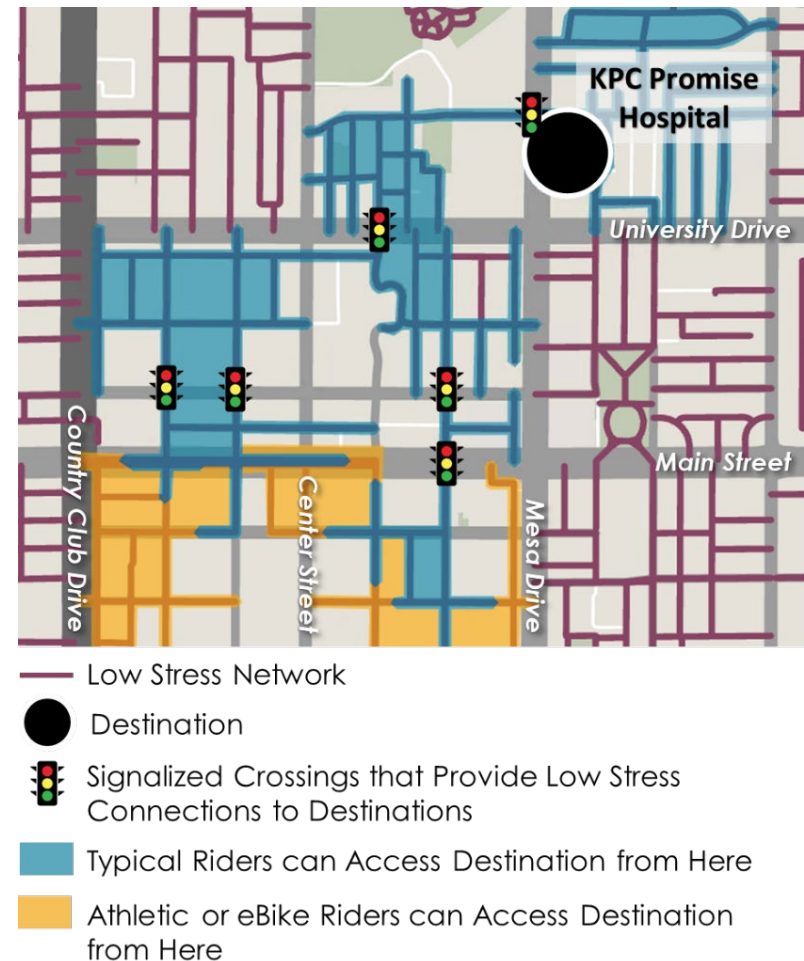 KPC Promise
Hospital
University Drive
Country Club Drive
Main Street
Center Street
Mesa Drive
Low Stress Network
Destination
Signalized Crossings that Provide Low Stress
Connections to Destinations
Typical Riders can Access Destination from Here
Athletic or eBike Riders can Access Destination
from Here